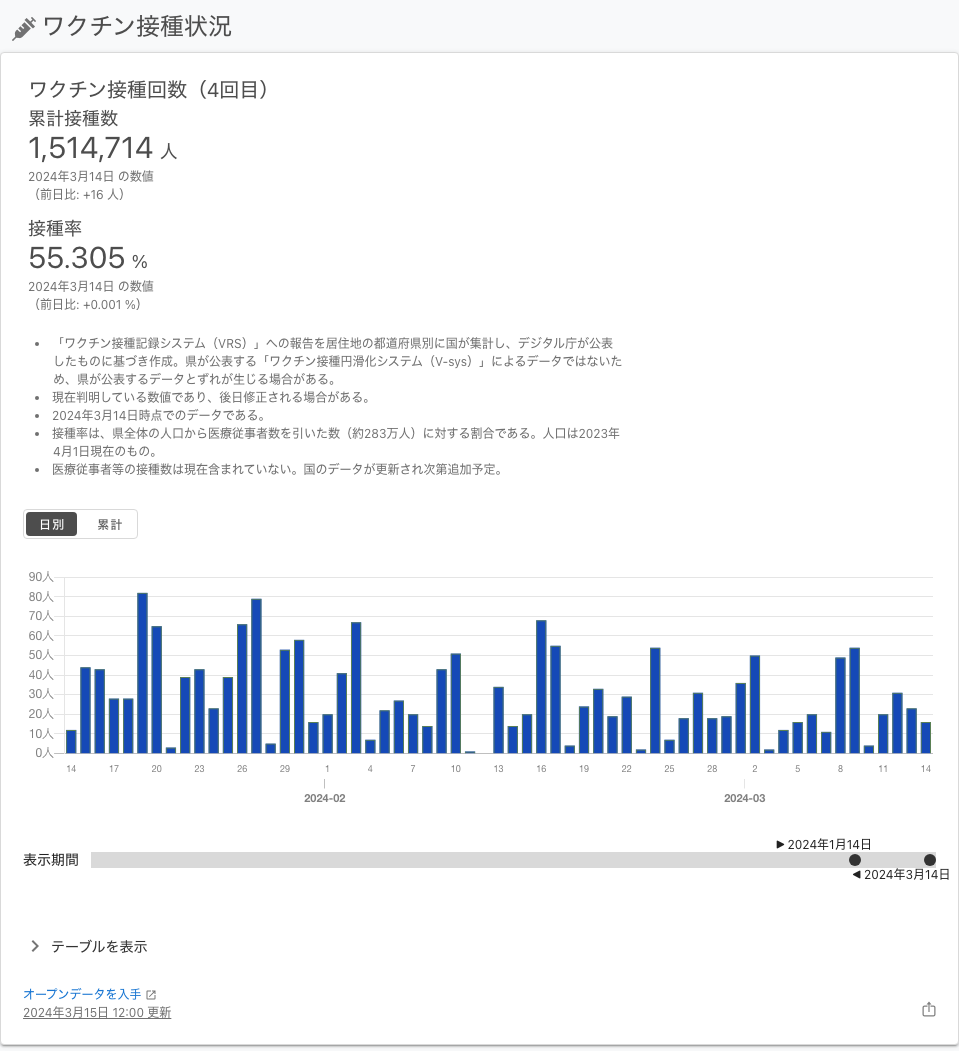 ワクチン接種状況
ワクチン接種回数（4回目）
累計接種数
1,514,714 人
2024年3月14日 の数値
（前日比: +16 人）
接種率
55.305 %
2024年3月14日 の数値
（前日比: +0.001 %）
「ワクチン接種記録システム（VRS）」への報告を居住地の都道府県別に国が集計し、デジタル庁が公表
したものに基づき作成。県が公表する「ワクチン接種円滑化システム（V-sys）」によるデータではないた
め、県が公表するデータとずれが生じる場合がある。
現在判明している数値であり、後日修正される場合がある。
2024年3月14日時点でのデータである。
接種率は、県全体の人口から医療従事者数を引いた数（約283万人）に対する割合である。人口は2023年
4月1日現在のもの。
医療従事者等の接種数は現在含まれていない。国のデータが更新され次第追加予定。
日別 累計
90人
80人
70人
60人
50人
40人
30人
20人
10人
0人
14 17 20 23 26 29 1 4 7 10 13 16 19 22 25 28 2 5 8 11 14
2024-02 2024-03
▶ 2024年1月14日
表示期間
◀ 2024年3月14日
テーブルを表示
オープンデータを入手
2024年3月15日 12:00 更新